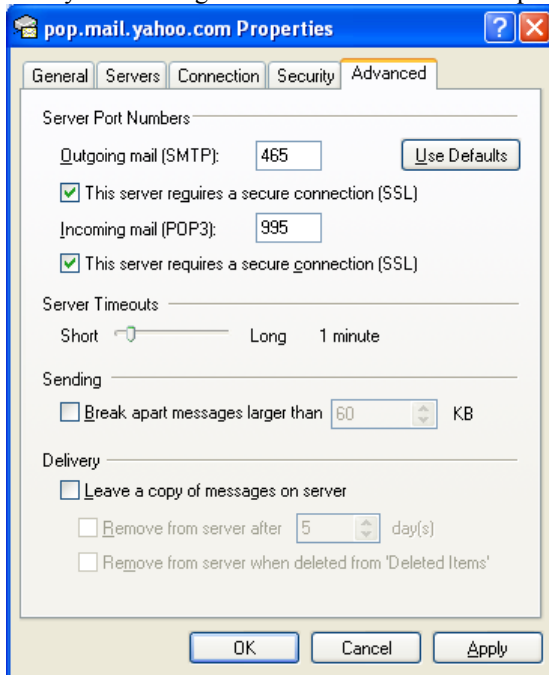 pop.mail.yahoo.com Properties
General Servers Connection Security Advanced
Server Port Numbers
Outgoing mail (SMTP): 465 Use Defaults
This server requires a secure connection (SSL)
Incoming mail (POP3): 995
This server requires a secure connection (SSL)
Server Timeouts
Short Long 1 minute
Sending
Break apart messages larger than 60 KB
Delivery
Leave a copy of messages on server
Remove from server after 5 day(s)
Remove from server when deleted from 'Deleted Items'
OK Cancel Apply